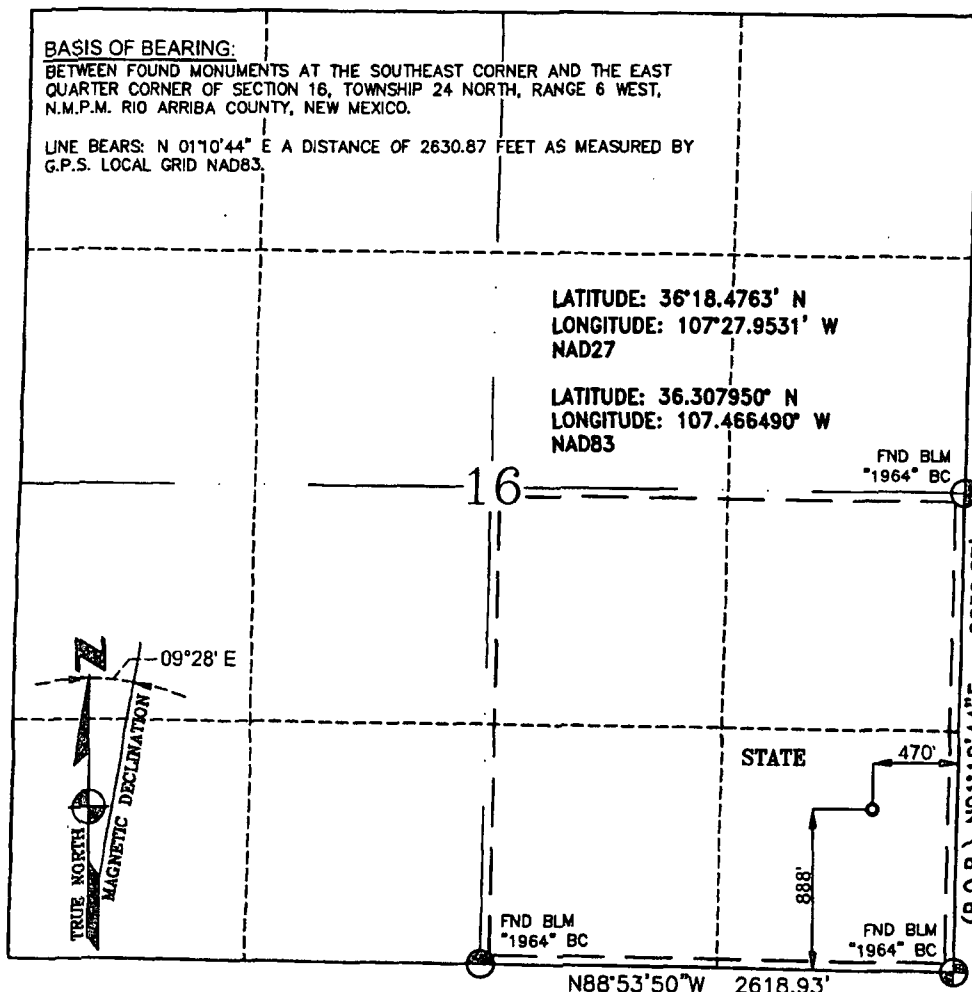 BASIS OF BEARING:
BETWEEN FOUND MONUMENTS AT THE SOUTHEAST CORNER AND THE EAST
QUARTER CORNER OF SECTION 16, TOWNSHIP 24 NORTH, RANGE 6 WEST,
N.M.P.M. RIO ARRIBA COUNTY, NEW MEXICO.
LINE BEARS: N 01°10'44" E A DISTANCE OF 2630.87 FEET AS MEASURED BY
G.P.S. LOCAL GRID NAD83.
LATITUDE: 36°18.4763' N
LONGITUDE: 107°27.9531' W
NAD27
LATITUDE: 36.307950° N
LONGITUDE: 107.466490° W
NAD83
FND BLM
"1964" BC
16
N
09°28' E
TRUE NORTH
MAGNETIC DECLINATION
STATE
470'
888'
FND BLM
"1964" BC
FND BLM
"1964" BC
N88°53'50"W 2618.93'